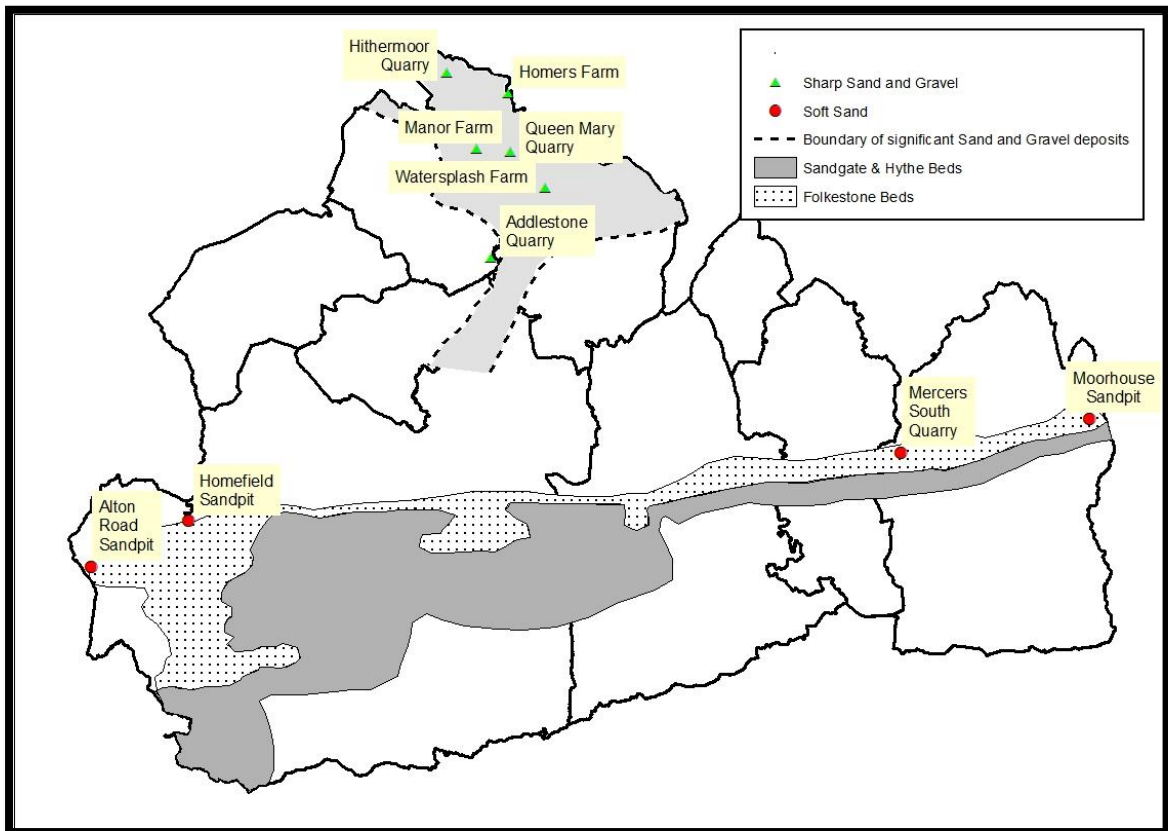 Hithermoor
Quarry
Homers Farm
Manor Farm
Queen Mary
Quarry
Watersplash Farm
Addlestone
Quarry
Sharp Sand and Gravel
Soft Sand
Boundary of significant Sand and Gravel deposits
Sandgate & Hythe Beds
Folkestone Beds
Moorhouse
Sandpit
Mercers
South
Quarry
Homefield
Sandpit
Alton
Road
Sandpit